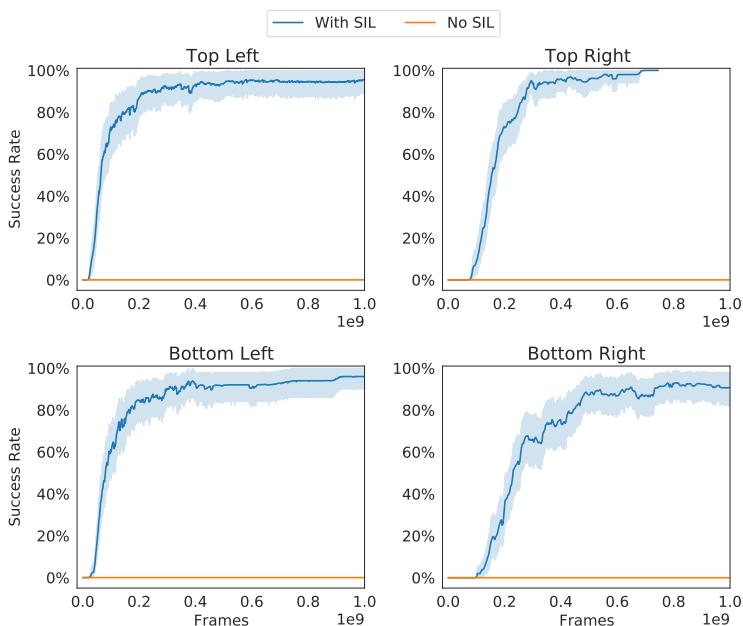 With SIL No SIL
Top Left Top Right
100% 100%
80% 80%
60% 60%
40% 40%
20% 20%
0% 0%
Success Rate
0.0 0.2 0.4 0.6 0.8 1.0 0.0 0.2 0.4 0.6 0.8 1.0
1e9 1e9
Bottom Left Bottom Right
100% 100%
80% 80%
60% 60%
40% 40%
20% 20%
0% 0%
Success Rate
0.0 0.2 0.4 0.6 0.8 1.0 0.0 0.2 0.4 0.6 0.8 1.0
Frames 1e9 Frames 1e9